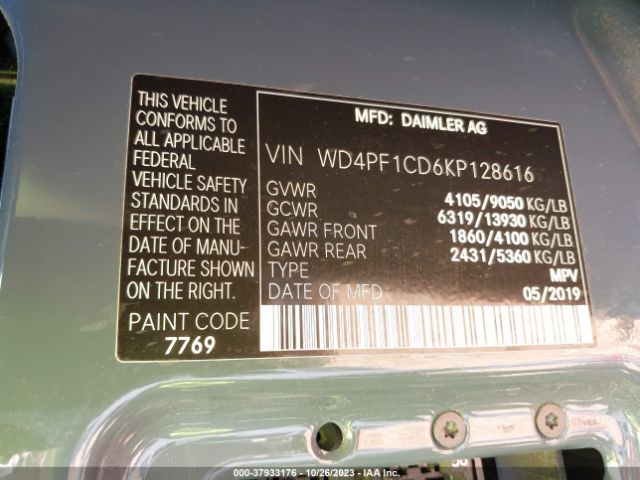 THIS VEHICLE
CONFORMS TO
ALL APPLICABLE
FEDERAL
VEHICLE SAFETY
STANDARDS IN
EFFECT ON THE
DATE OF MANU-
FACTURE SHOWN
ON THE RIGHT.
PAINT CODE
7769
MFD: DAIMLER AG
VIN WD4PF1CD6KP128616
GVWR 4105/9050 KG/LB
GCWR 6319/13930 KG/LB
GAWR FRONT 1860/4100 KG/LB
GAWR REAR 2431/5360 KG/LB
TYPE MPV
DATE OF MFD 05/2019
000-37933176 | 10/26/2023 | IAA Inc.